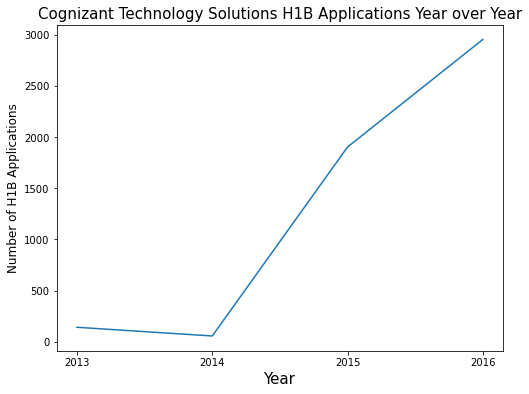 Cognizant Technology Solutions H1B Applications Year over Year
Number of H1B Applications
3000
2500
2000
1500
1000
500
0
2013 2014 2015 2016
Year